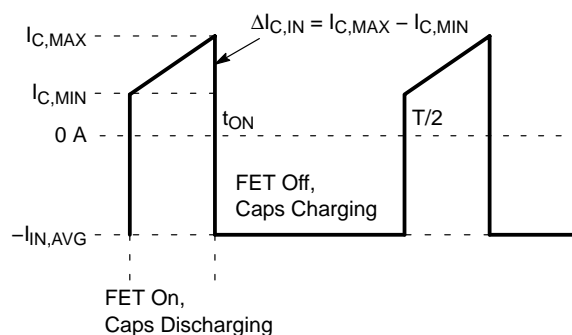 I_C,MAX
ΔI_C,IN = I_C,MAX – I_C,MIN
I_C,MIN
t_ON
T/2
0 A
FET Off,
Caps Charging
–I_IN,AVG
FET On,
Caps Discharging